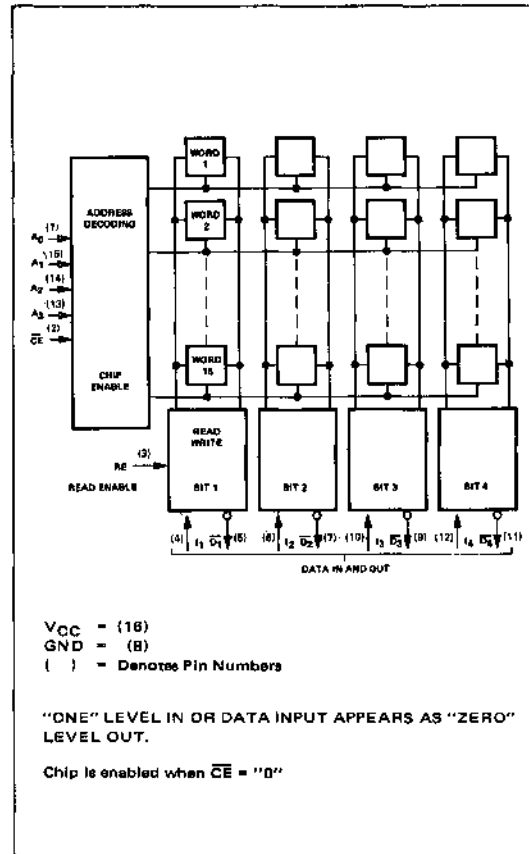 WORD
1
ADDRESS
DECODING
WORD
2
A0 (7)
A1 (15)
A2 (14)
A3 (13)
CE (2)
CHIP
ENABLE
WORD
16
READ
WRITE
RE (3)
READ ENABLE
BIT 1
BIT 2
BIT 3
BIT 4
(4) I1 D1 (5) (6) I2 D2 (7) (10) I3 D3 (9) (12) I4 D4 (11)
DATA IN AND OUT
VCC = (16)
GND = (8)
( ) = Denotes Pin Numbers
"ONE" LEVEL IN OR DATA INPUT APPEARS AS "ZERO"
LEVEL OUT.
Chip is enabled when CE = "0"